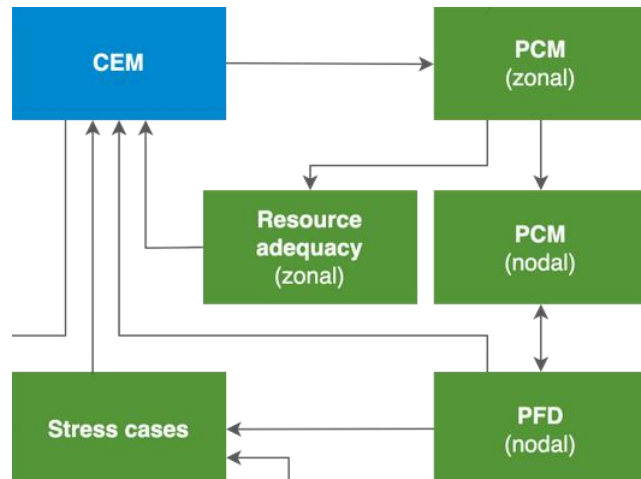 CEM
PCM
(zonal)
Resource
adequacy
(zonal)
PCM
(nodal)
Stress cases
PFD
(nodal)